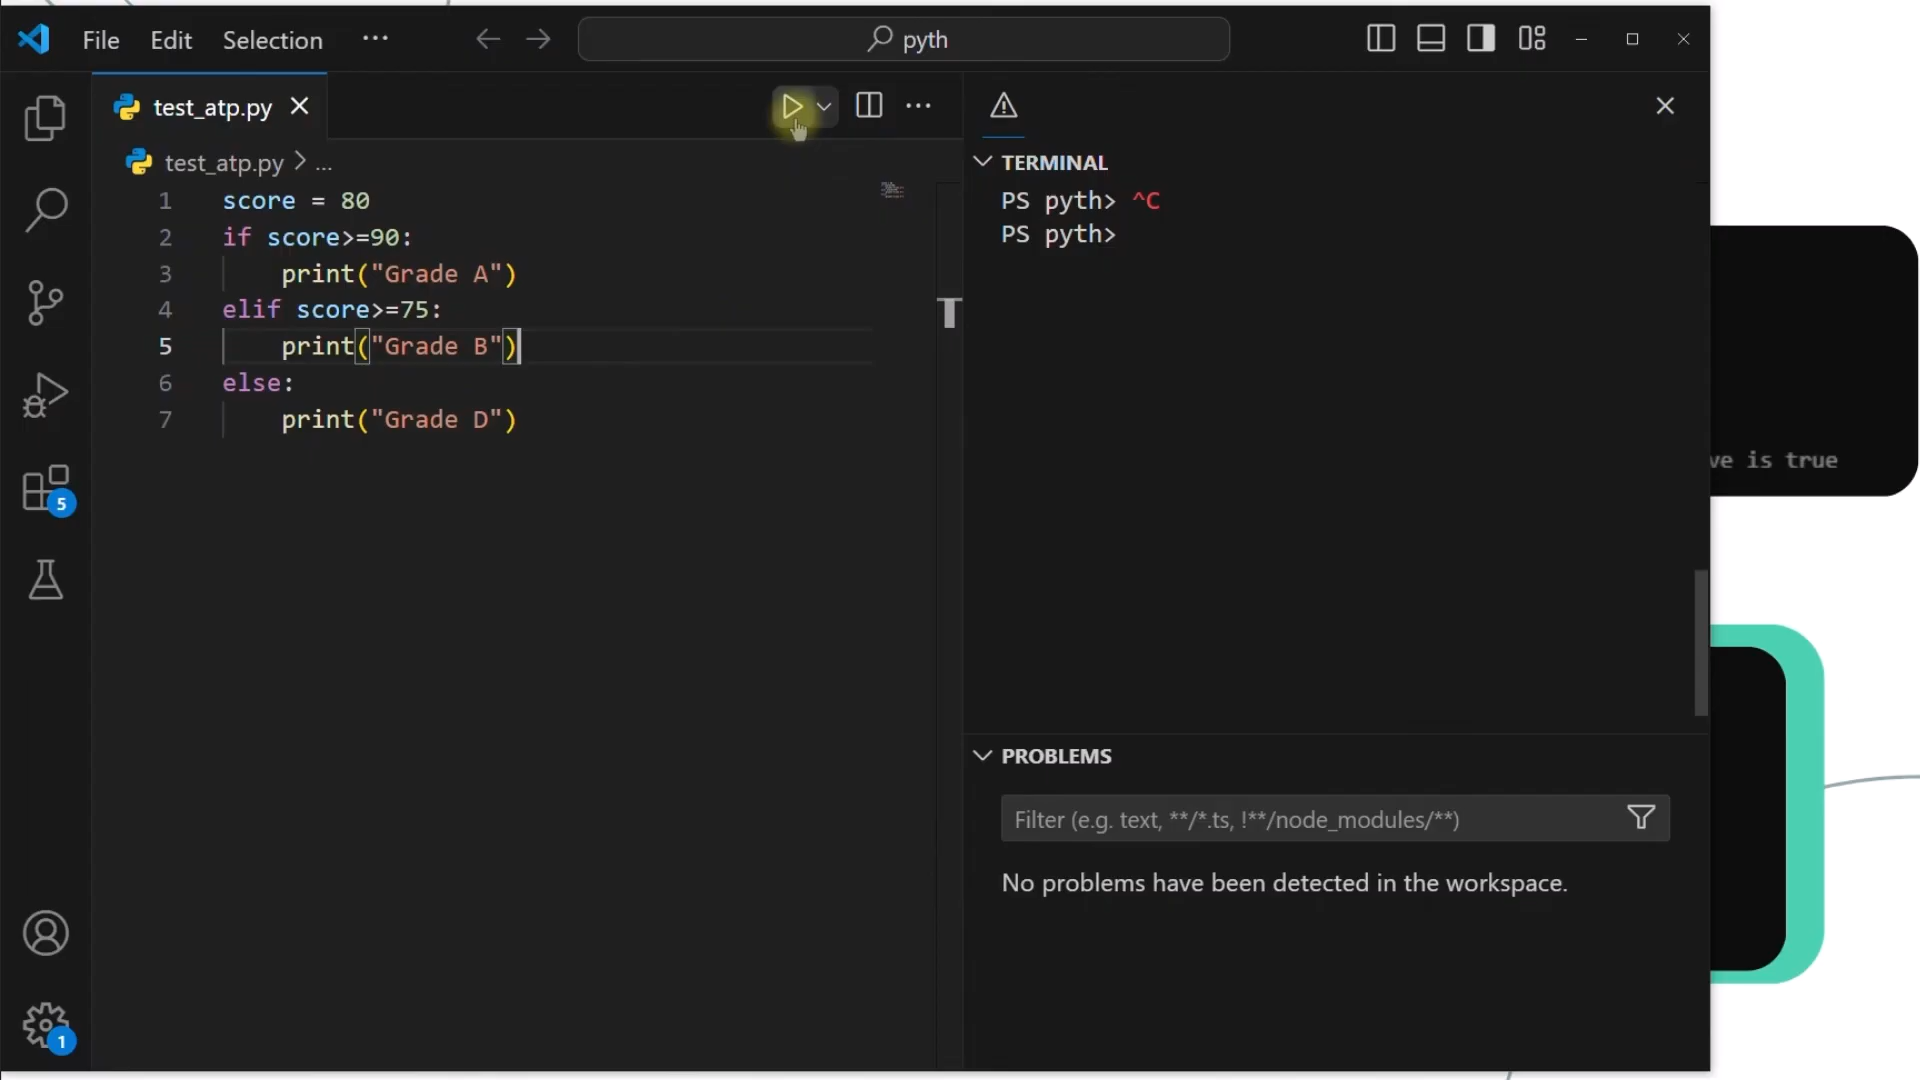 File Edit Selection ...
pyth
test_atp.py
test_atp.py > ...
1 score = 80
2 if score>=90:
3     print("Grade A")
4 elif score>=75:
5     print("Grade B")
6 else:
7     print("Grade D")
TERMINAL
PS pyth> ^C
PS pyth>
PROBLEMS
Filter (e.g. text, **/*.ts, !**/node_modules/**)
No problems have been detected in the workspace.
5
1
ve is true